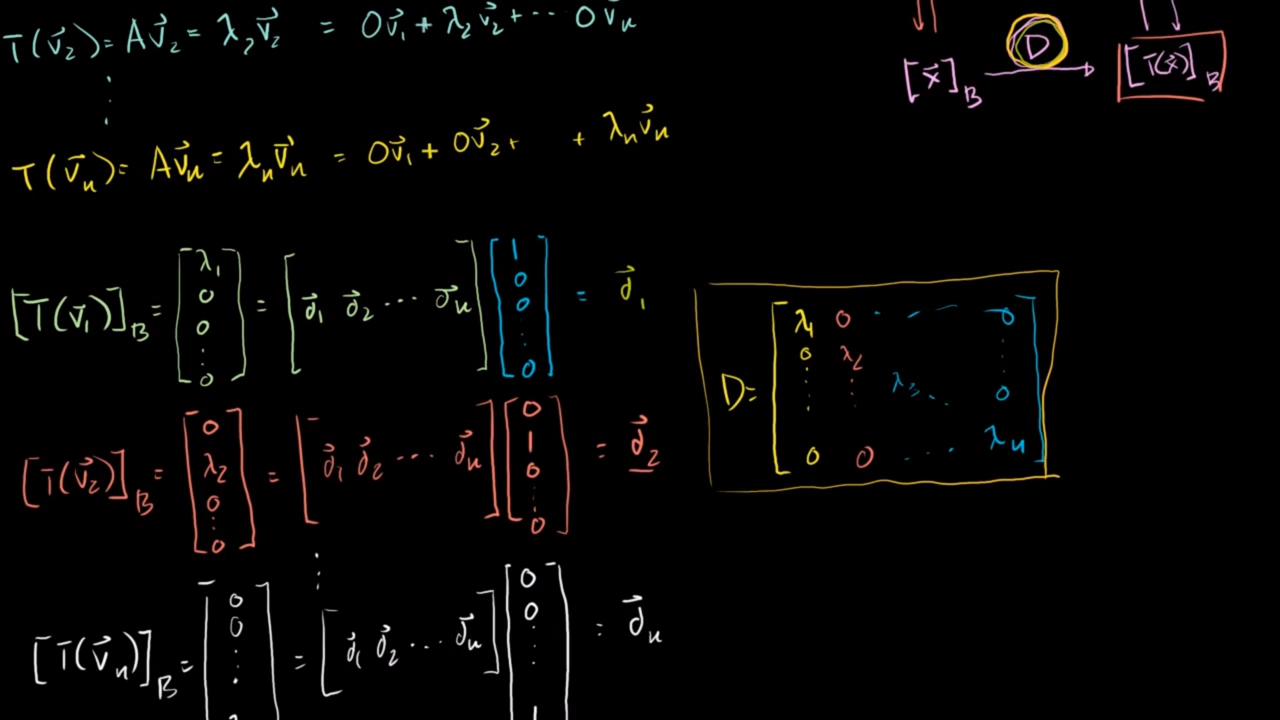 T(v⃗₂) = Av⃗₂ = λ₂v⃗₂ = 0v⃗₁ + λ₂v⃗₂ + ⋯ 0v⃗ₙ
⋮
T(v⃗ₙ) = Av⃗ₙ = λₙv⃗ₙ = 0v⃗₁ + 0v⃗₂ + + λₙv⃗ₙ
[x⃗]_B D [T(x⃗)]_B
[T(v⃗₁)]_B = [λ₁ 0 0 ⋮ 0] = [d⃗₁ d⃗₂ ⋯ d⃗ₙ] [1 0 0 ⋮ 0] = d⃗₁
[T(v⃗₂)]_B = [0 λ₂ 0 ⋮ 0] = [d⃗₁ d⃗₂ ⋯ d⃗ₙ] [0 1 0 ⋮ 0] = d⃗₂
⋮
[T(v⃗ₙ)]_B = [0 0 ⋮ = [d⃗₁ d⃗₂ ⋯ d⃗ₙ] [0 0 ⋮ 1 = d⃗ₙ
D =
λ₁ 0 ⋯ 0
0 λ₂ ⋮
⋮ ⋮ λ₃ ⋯ 0
0 0 ⋯ λₙ